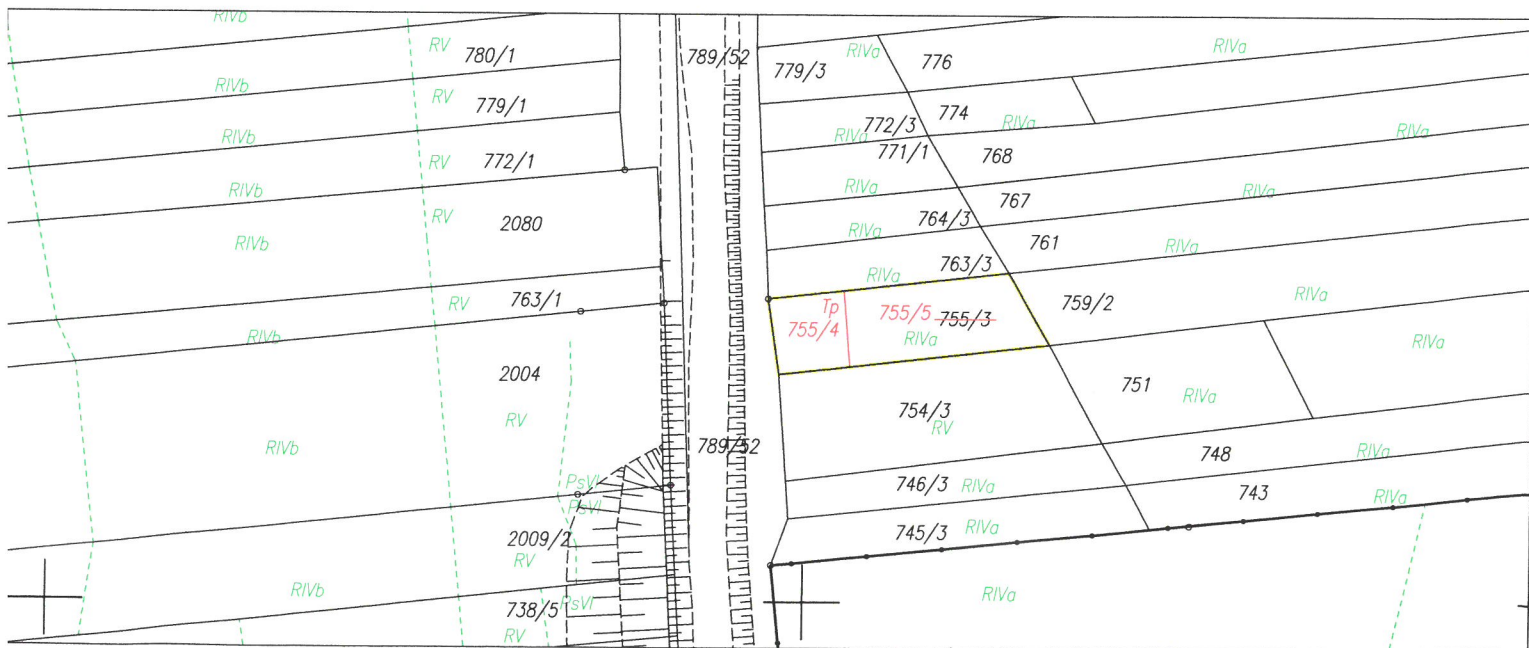 RIVb
RV
780/1
789/52
RIVa
776
RIVa
779/3
RIVb
RV
779/1
774
772/3
RIVa
RIVa
RIVa
RIVb
RV
772/1
771/1
768
RIVb
RIVa
RIVa
RV
2080
764/3
767
RIVa
RIVb
761
RIVa
763/3
RIVa
RV
763/1
Tp
755/4
755/5
755/3
RIVa
759/2
RIVa
RIVb
RIVa
2004
751
RIVa
RV
754/3
RV
RIVb
789/52
748
RIVa
PsVI
746/3
RIVa
743
RIVa
PsVI
2009/2
745/3
RIVa
RV
RIVb
PsVI
RIVa
738/5
RV